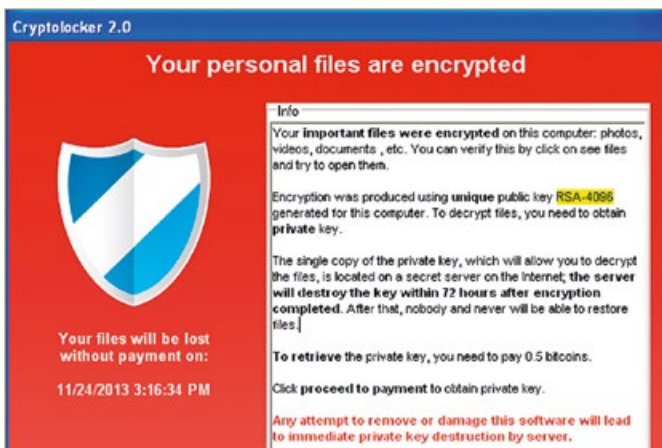 Cryptolocker 2.0
Your personal files are encrypted
Info
Your important files were encrypted on this computer: photos,
videos, documents , etc. You can verify this by click on see files
and try to open them.
Encryption was produced using unique public key RSA-4096
generated for this computer. To decrypt files, you need to obtain
private key.
The single copy of the private key, which will allow you to decrypt
the files, is located on a secret server on the Internet; the server
will destroy the key within 72 hours after encryption
completed. After that, nobody and never will be able to restore
files.
To retrieve the private key, you need to pay 0.5 bitcoins.
Click proceed to payment to obtain private key.
Any attempt to remove or damage this software will lead
to immediate private key destruction by server.
Your files will be lost
without payment on:
11/24/2013 3:16:34 PM